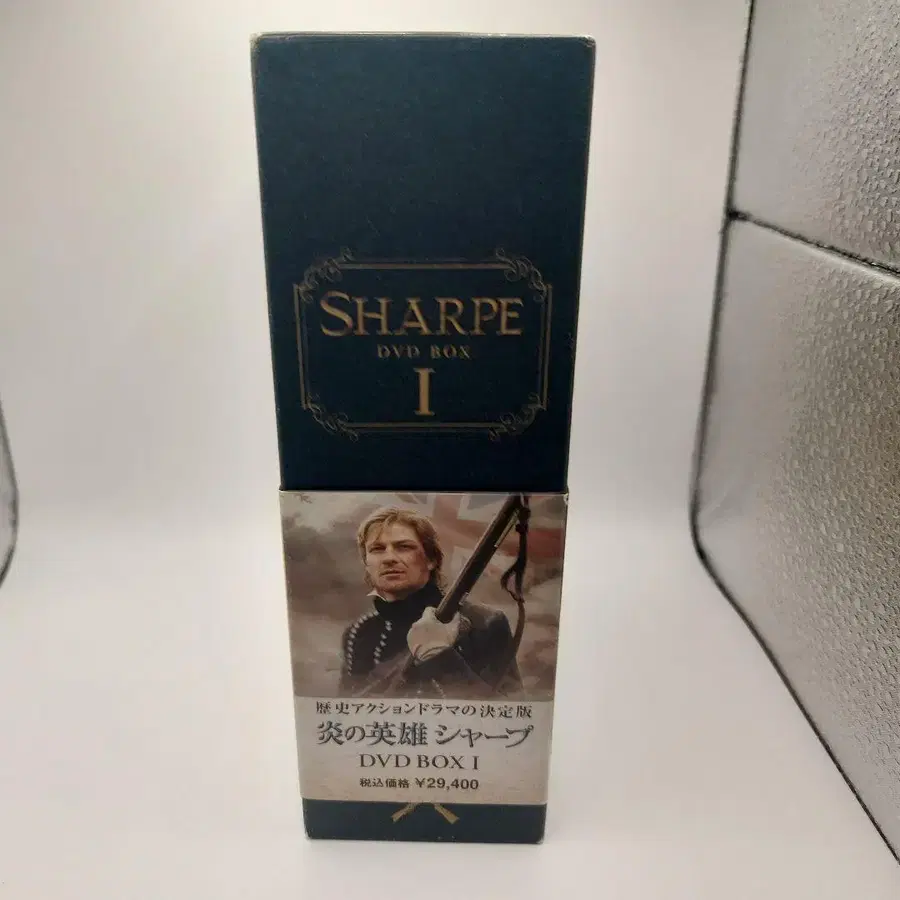 SHARPE
DVD BOX
I
歴史アクションドラマの決定版
炎の英雄 シャープ
DVD BOX I
税込価格 ¥29,400